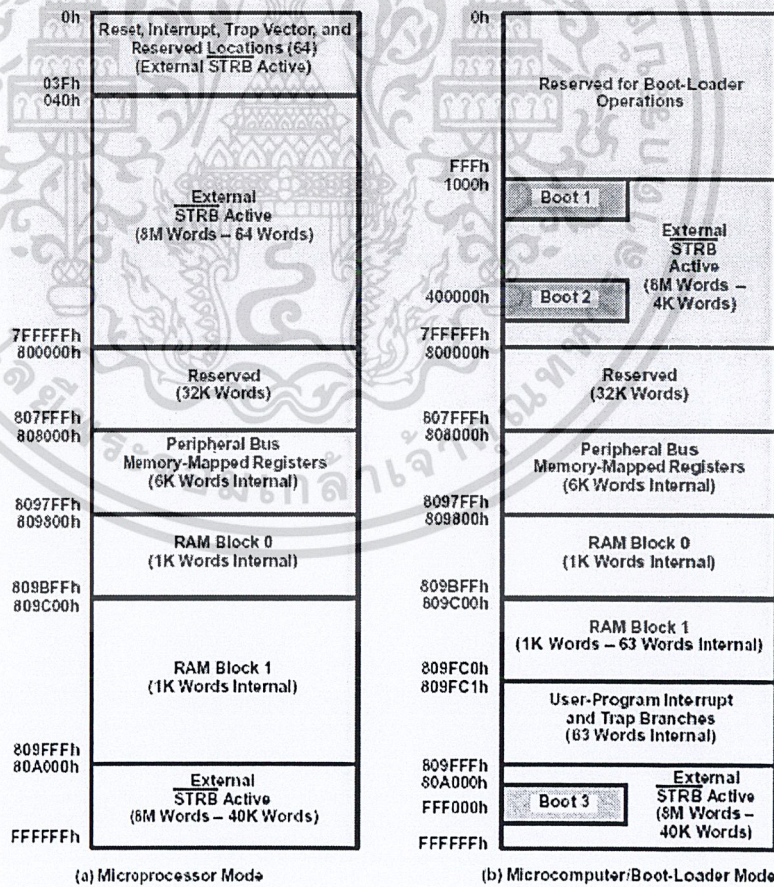 0h
Reset, Interrupt, Trap Vector, and
Reserved Locations (64)
(External STRB Active)
03Fh
040h
External
STRB Active
(8M Words – 64 Words)
7FFFFFh
800000h
Reserved
(32K Words)
807FFFh
808000h
Peripheral Bus
Memory-Mapped Registers
(6K Words Internal)
8097FFh
809800h
RAM Block 0
(1K Words Internal)
809BFFh
809C00h
RAM Block 1
(1K Words Internal)
809FFFh
80A000h
External
STRB Active
(8M Words – 40K Words)
FFFFFFh
(a) Microprocessor Mode
0h
Reserved for Boot-Loader
Operations
FFFh
1000h
Boot 1
External
STRB
Active
(8M Words –
4K Words)
400000h
Boot 2
7FFFFFh
800000h
Reserved
(32K Words)
807FFFh
808000h
Peripheral Bus
Memory-Mapped Registers
(6K Words Internal)
8097FFh
809800h
RAM Block 0
(1K Words Internal)
809BFFh
809C00h
RAM Block 1
(1K Words – 63 Words Internal)
809FC0h
809FC1h
User-Program Interrupt
and Trap Branches
(63 Words Internal)
809FFFh
80A000h
FFF000h
Boot 3
External
STRB Active
(8M Words –
40K Words)
FFFFFFh
(b) Microcomputer/Boot-Loader Mode